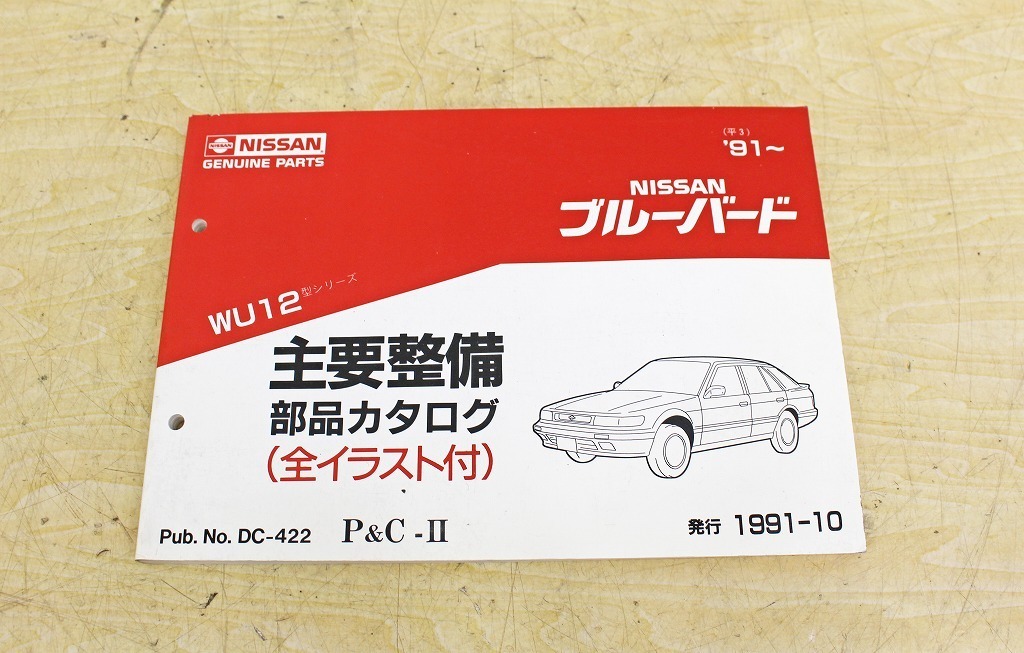 NISSAN
GENUINE PARTS
(平3)
'91~
NISSAN
ブルーバード
WU12型シリーズ
主要整備
部品カタログ
(全イラスト付)
Pub. No. DC-422 P&C-II
発行 1991-10